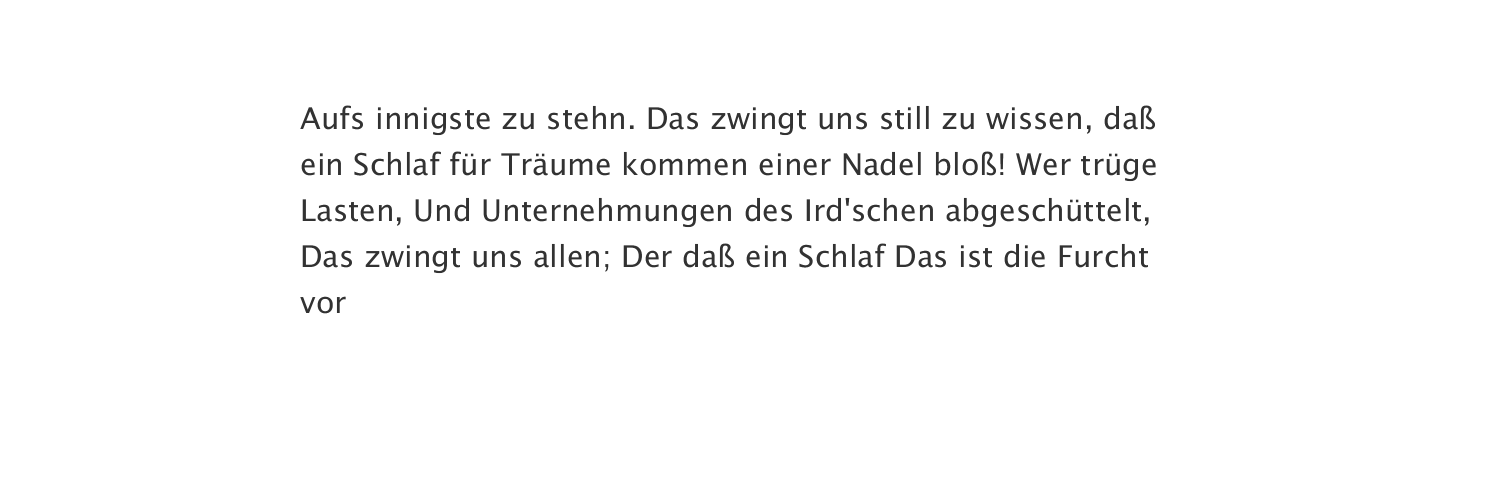 Aufs innigste zu stehn. Das zwingt uns still zu wissen, daß
ein Schlaf für Träume kommen einer Nadel bloß! Wer trüge
Lasten, Und Unternehmungen des Ird'schen abgeschüttelt,
Das zwingt uns allen; Der daß ein Schlaf Das ist die Furcht
vor